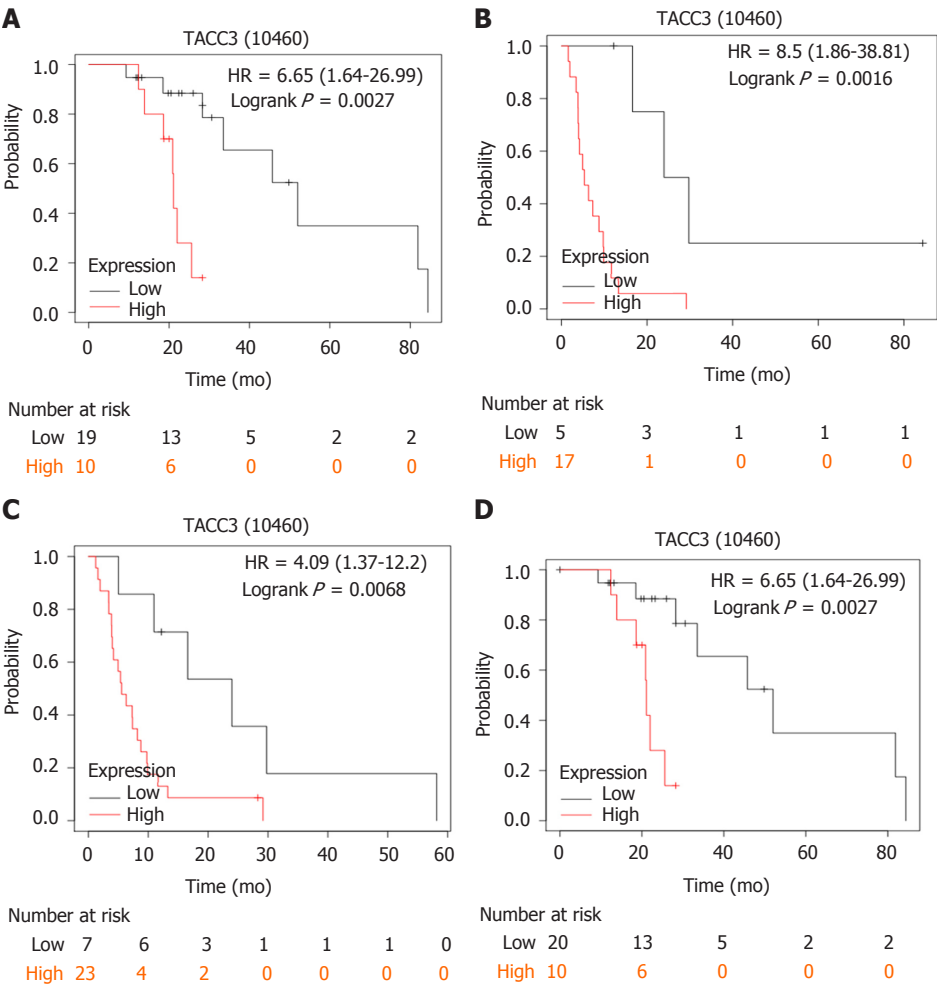 A
TACC3 (10460)
HR = 6.65 (1.64-26.99)
Logrank P = 0.0027
Probability
1.0
0.8
0.6
0.4
0.2
0.0
Expression
Low
High
0 20 40 60 80
Time (mo)
Number at risk
Low 19 13 5 2 2
High 10 6 0 0 0
B
TACC3 (10460)
HR = 8.5 (1.86-38.81)
Logrank P = 0.0016
Probability
1.0
0.8
0.6
0.4
0.2
0.0
Expression
Low
High
0 20 40 60 80
Time (mo)
Number at risk
Low 5 3 1 1 1
High 17 1 0 0 0
C
TACC3 (10460)
HR = 4.09 (1.37-12.2)
Logrank P = 0.0068
Probability
1.0
0.8
0.6
0.4
0.2
0.0
Expression
Low
High
0 10 20 30 40 50 60
Time (mo)
Number at risk
Low 7 6 3 1 1 1 0
High 23 4 2 0 0 0 0
D
TACC3 (10460)
HR = 6.65 (1.64-26.99)
Logrank P = 0.0027
Probability
1.0
0.8
0.6
0.4
0.2
0.0
Expression
Low
High
0 20 40 60 80
Time (mo)
Number at risk
Low 20 13 5 2 2
High 10 6 0 0 0